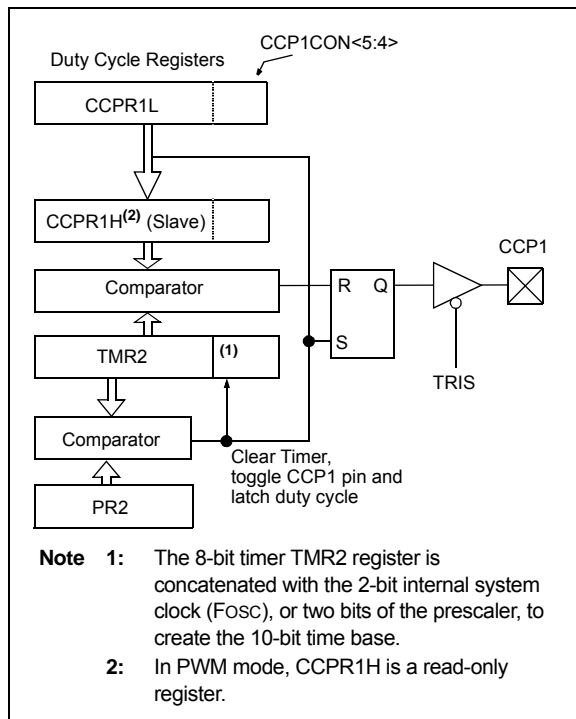 CCP1CON<5:4>
Duty Cycle Registers
CCPR1L
CCPR1H(2) (Slave)
CCP1
Comparator
R Q
TMR2 (1)
S
TRIS
Comparator
Clear Timer,
toggle CCP1 pin and
latch duty cycle
PR2
Note 1: The 8-bit timer TMR2 register is
concatenated with the 2-bit internal system
clock (FOSC), or two bits of the prescaler, to
create the 10-bit time base.
2: In PWM mode, CCPR1H is a read-only
register.